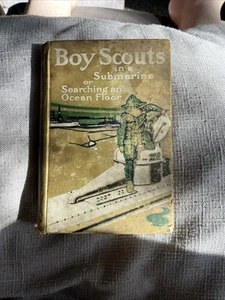 Boy Scouts
in a
Submarine
or
Searching an
Ocean Floor